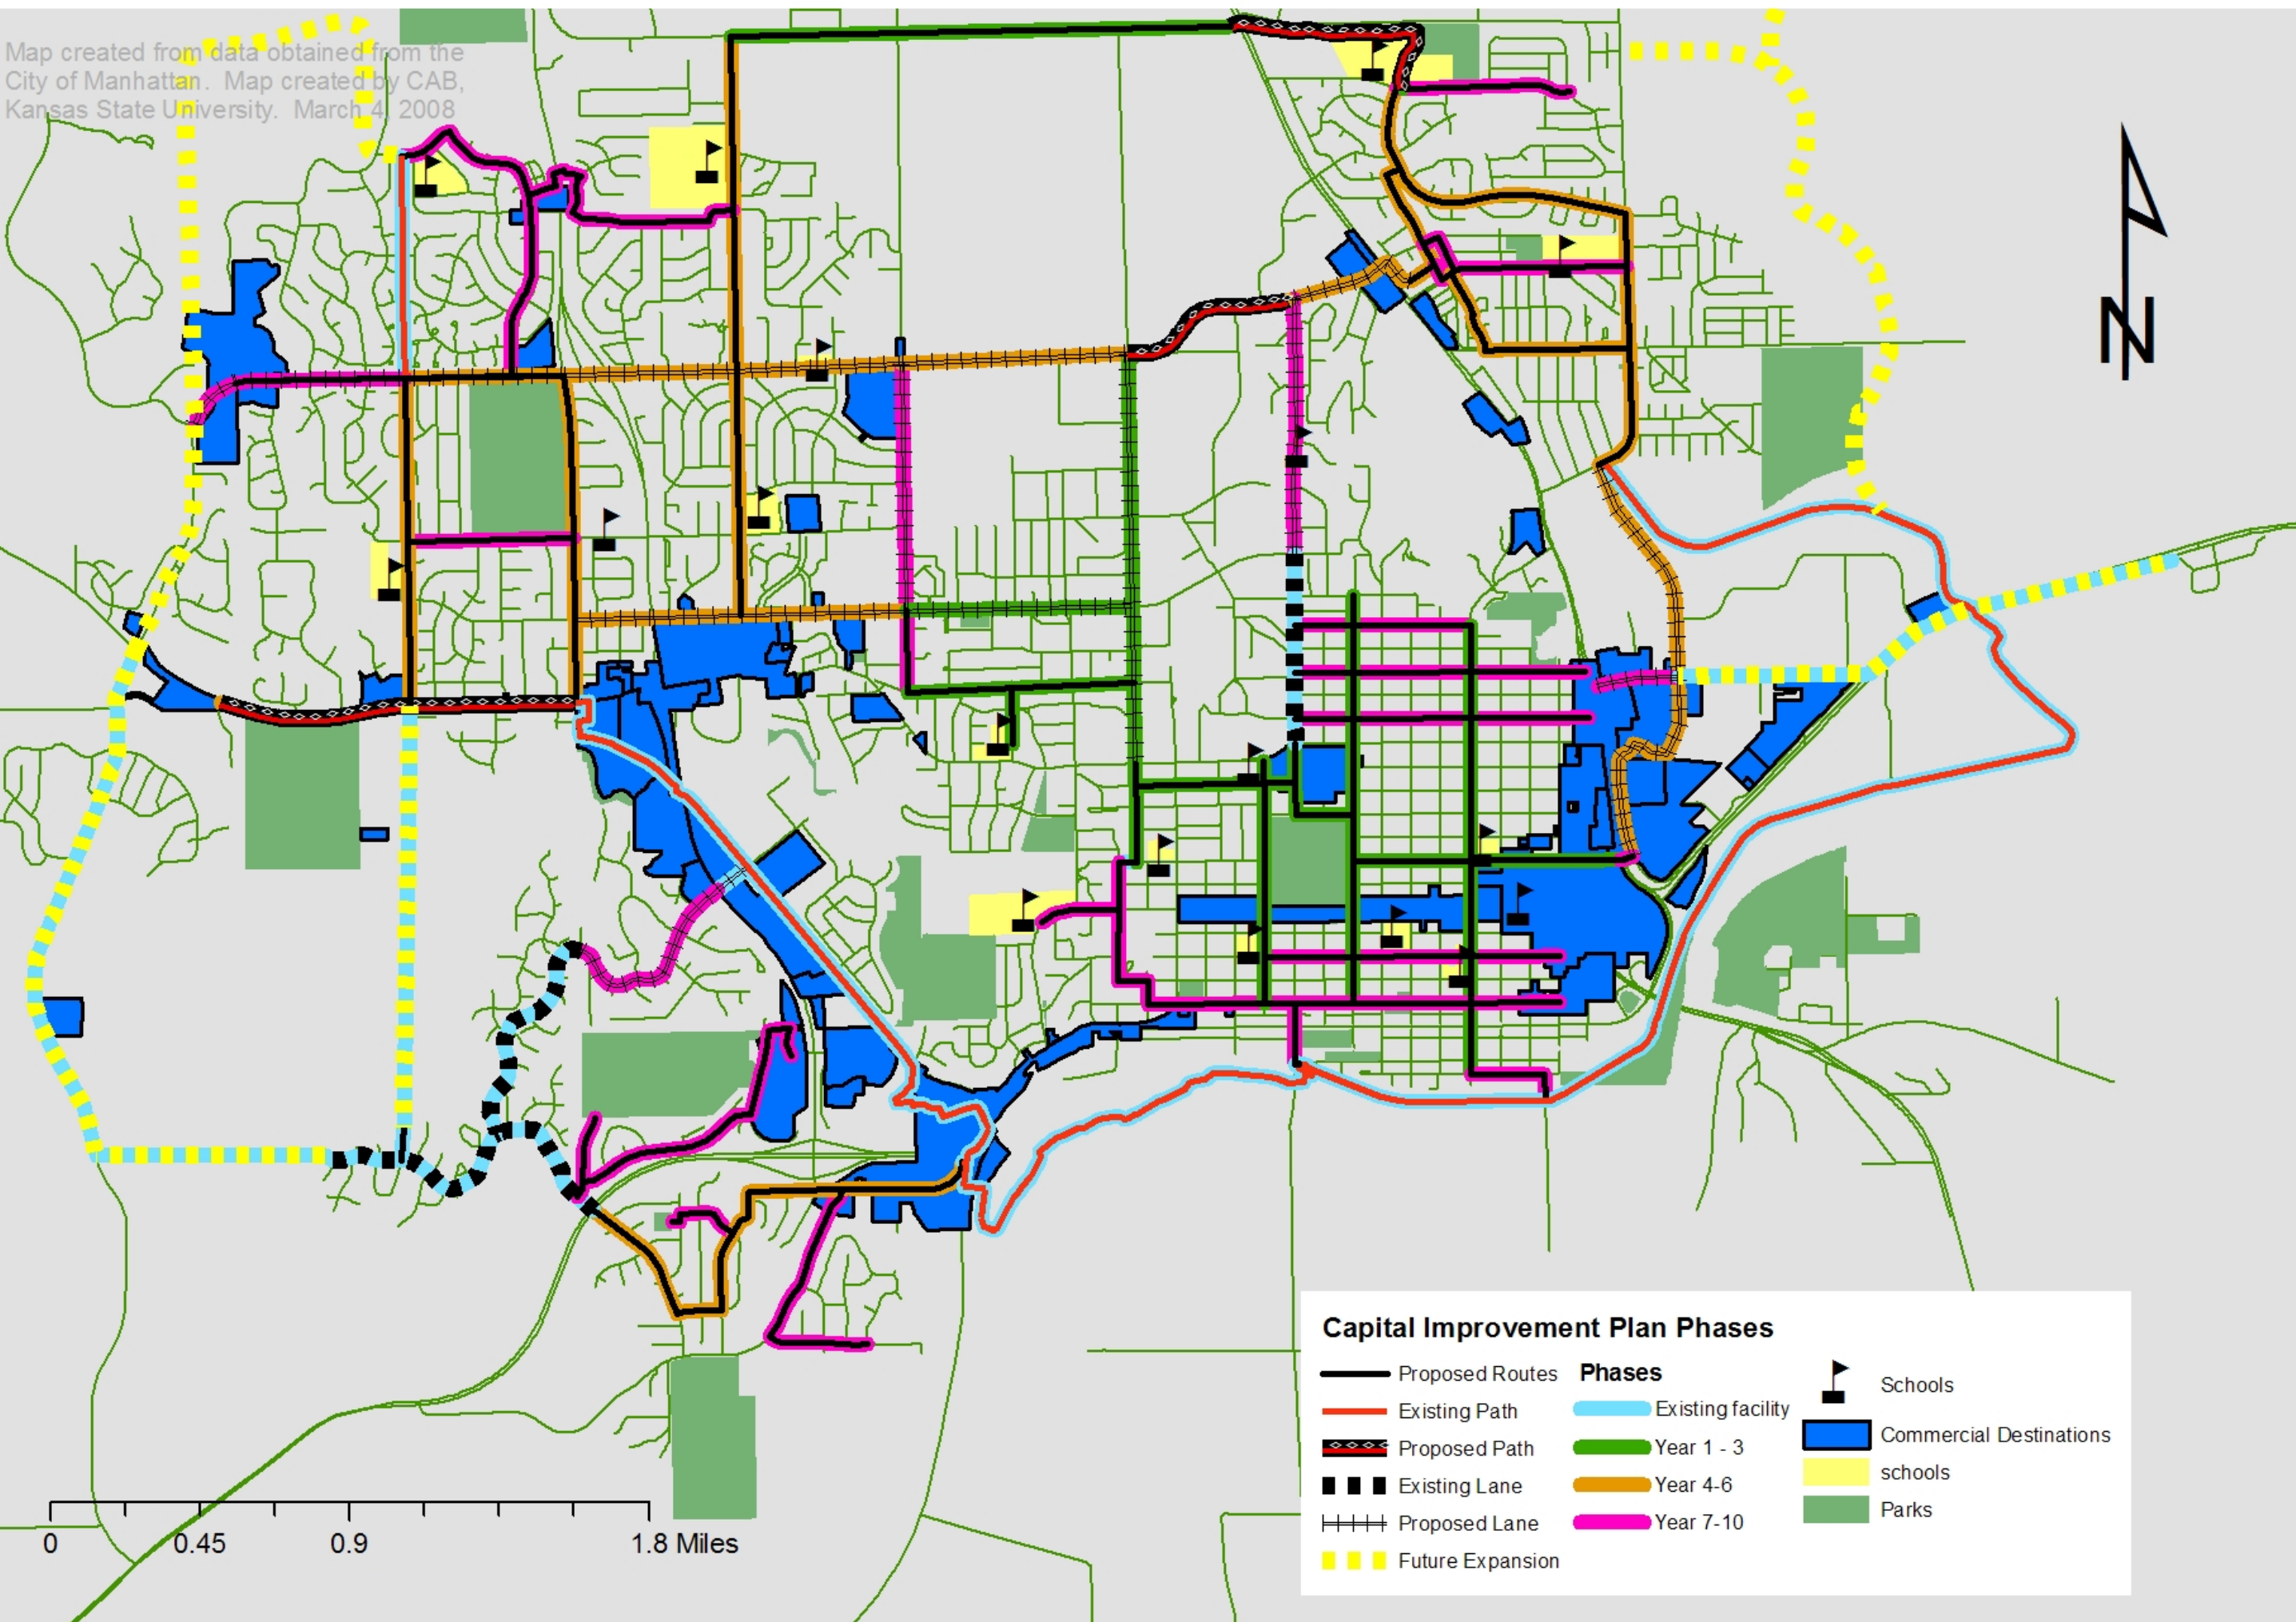 Map created from data obtained from the
City of Manhattan. Map created by CAB,
Kansas State University. March 4, 2008
N
Capital Improvement Plan Phases
Proposed Routes
Existing Path
Proposed Path
Existing Lane
Proposed Lane
Future Expansion
Phases
Existing facility
Year 1 - 3
Year 4-6
Year 7-10
Schools
Commercial Destinations
schools
Parks
0 0.45 0.9 1.8 Miles